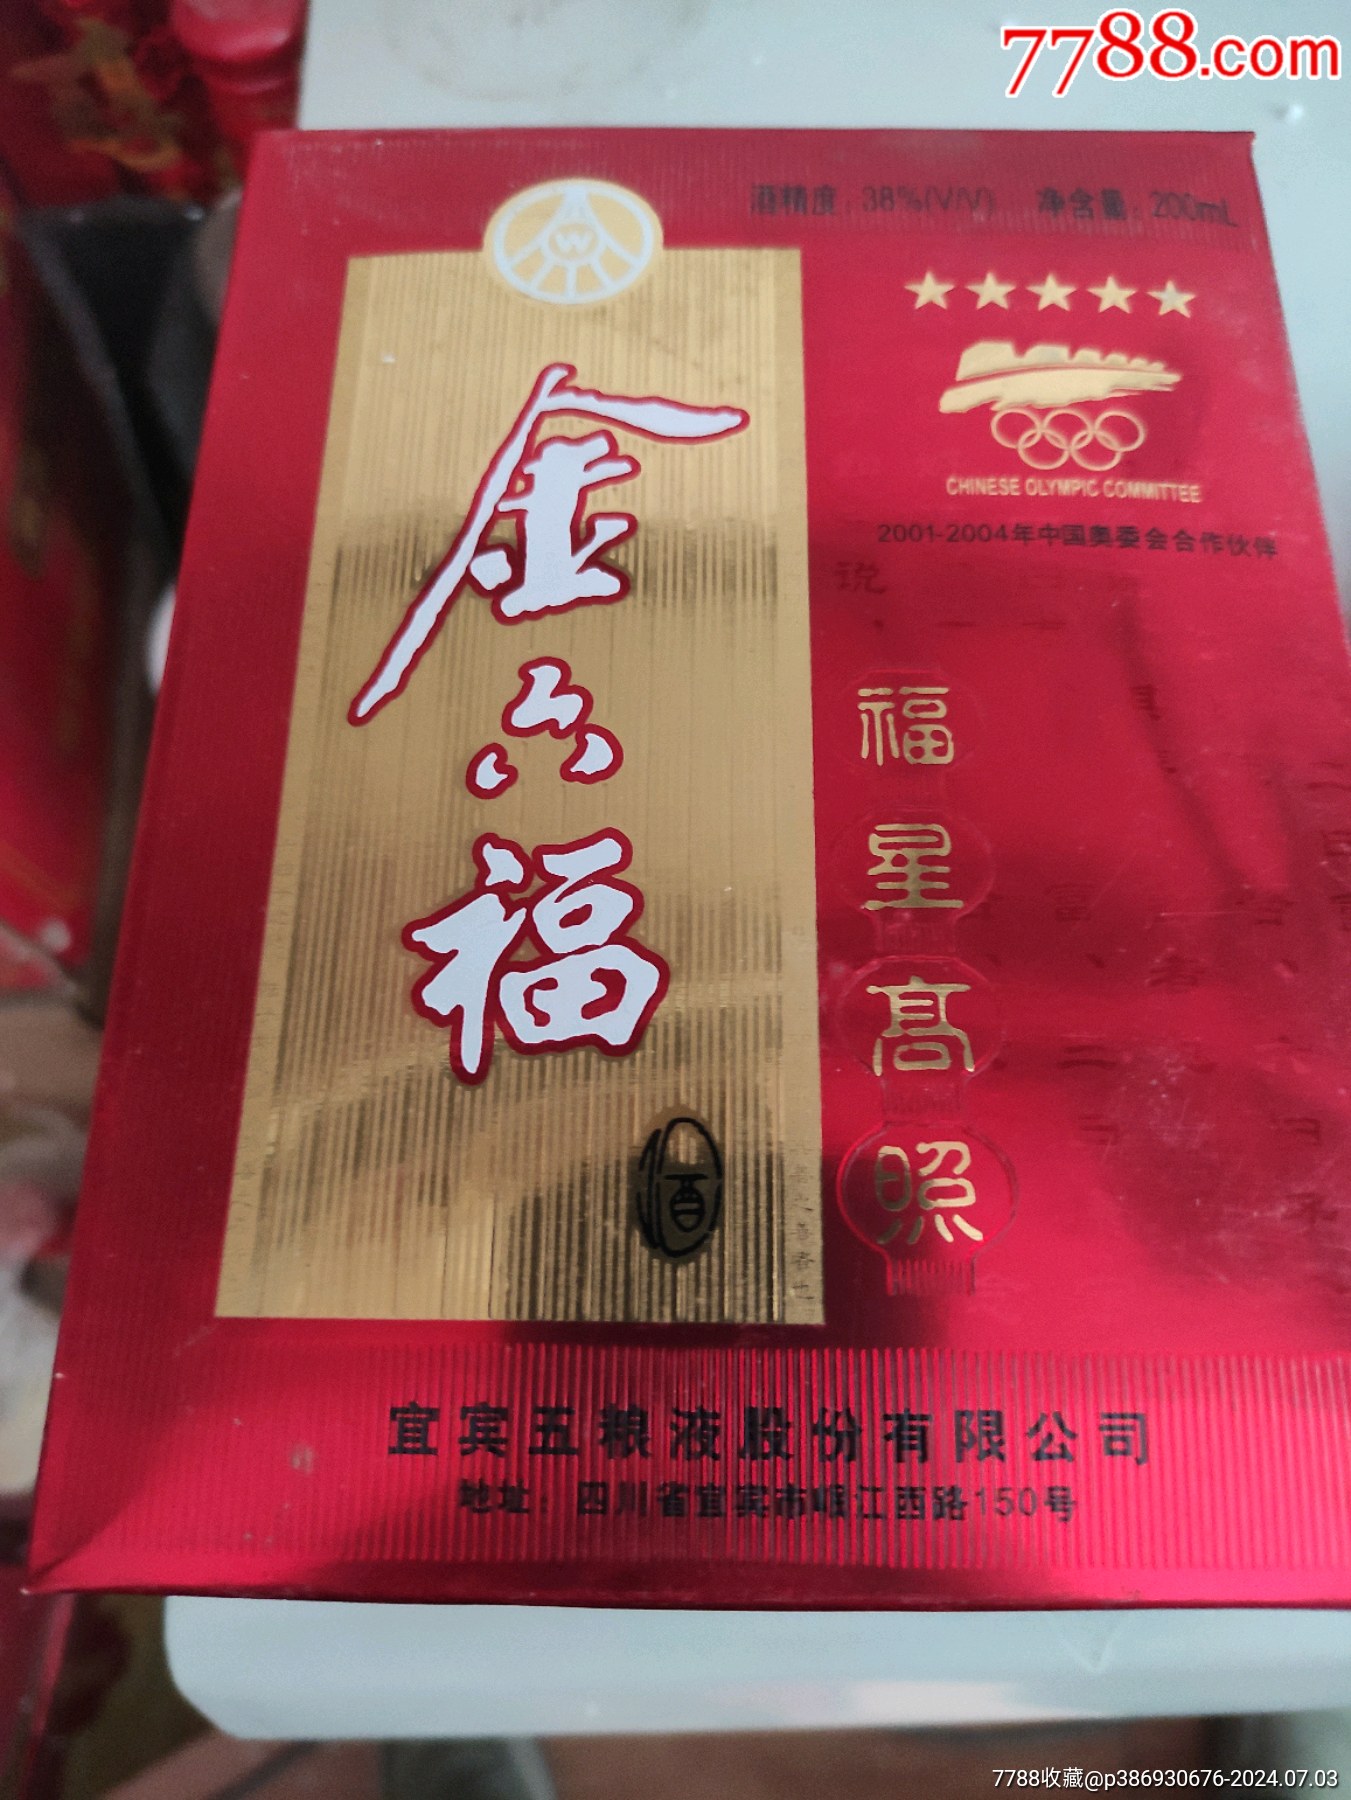 7788.com
酒精度：38%(V/V) 净含量：200mL
W
CHINESE OLYMPIC COMMITTEE
2001-2004年中国奥委会合作伙伴
金六福
酒
福星高照
宜宾五粮液股份有限公司
地址：四川省宜宾市岷江西路150号
7788收藏@p386930676-2024.07.03